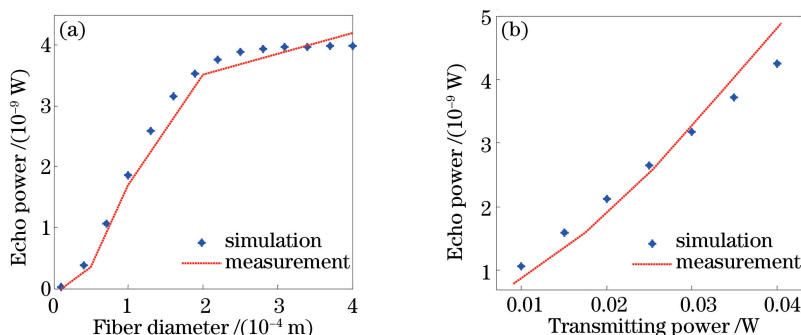 (a)
Echo power /(10⁻⁹ W)
4
3
2
1
0
simulation
measurement
0 1 2 3 4
Fiber diameter /(10⁻⁴ m)
(b)
Echo power /(10⁻⁹ W)
5
4
3
2
1
simulation
measurement
0.01 0.02 0.03 0.04
Transmitting power /W